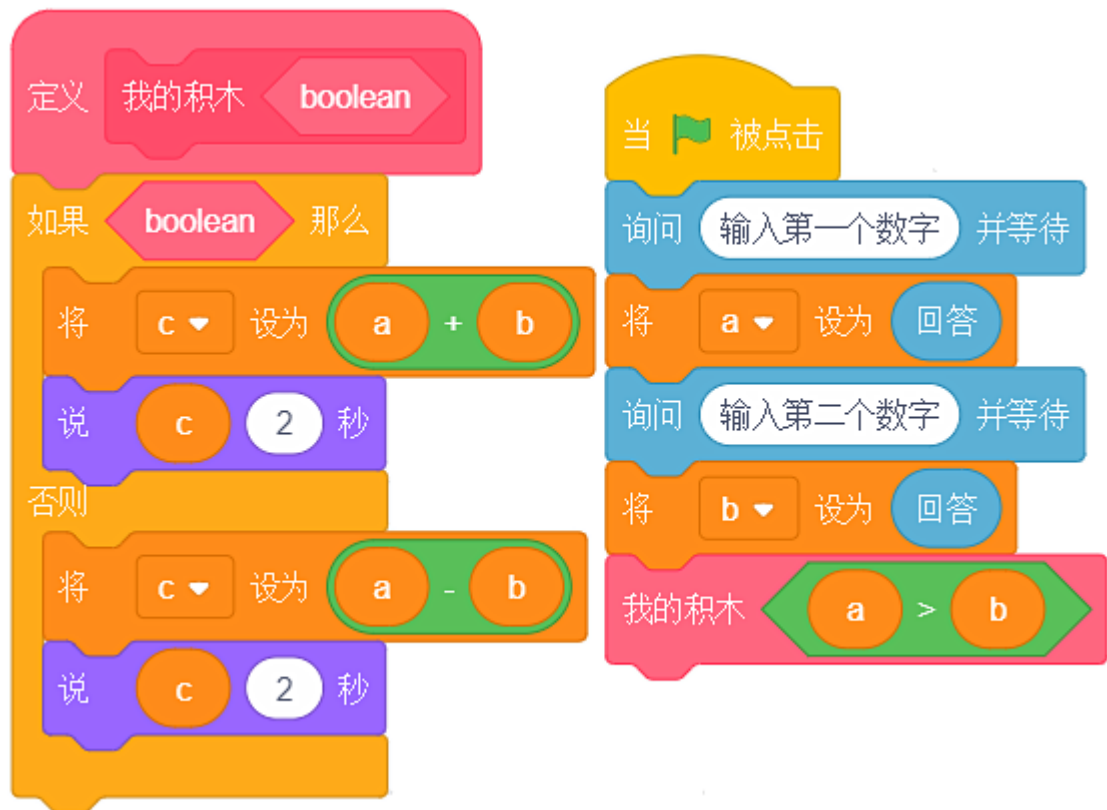 定义 我的积木 boolean
如果 boolean 那么
将 c 设为 a + b
说 c 2 秒
否则
将 c 设为 a - b
说 c 2 秒
当 被点击
询问 输入第一个数字 并等待
将 a 设为 回答
询问 输入第二个数字 并等待
将 b 设为 回答
我的积木 a > b